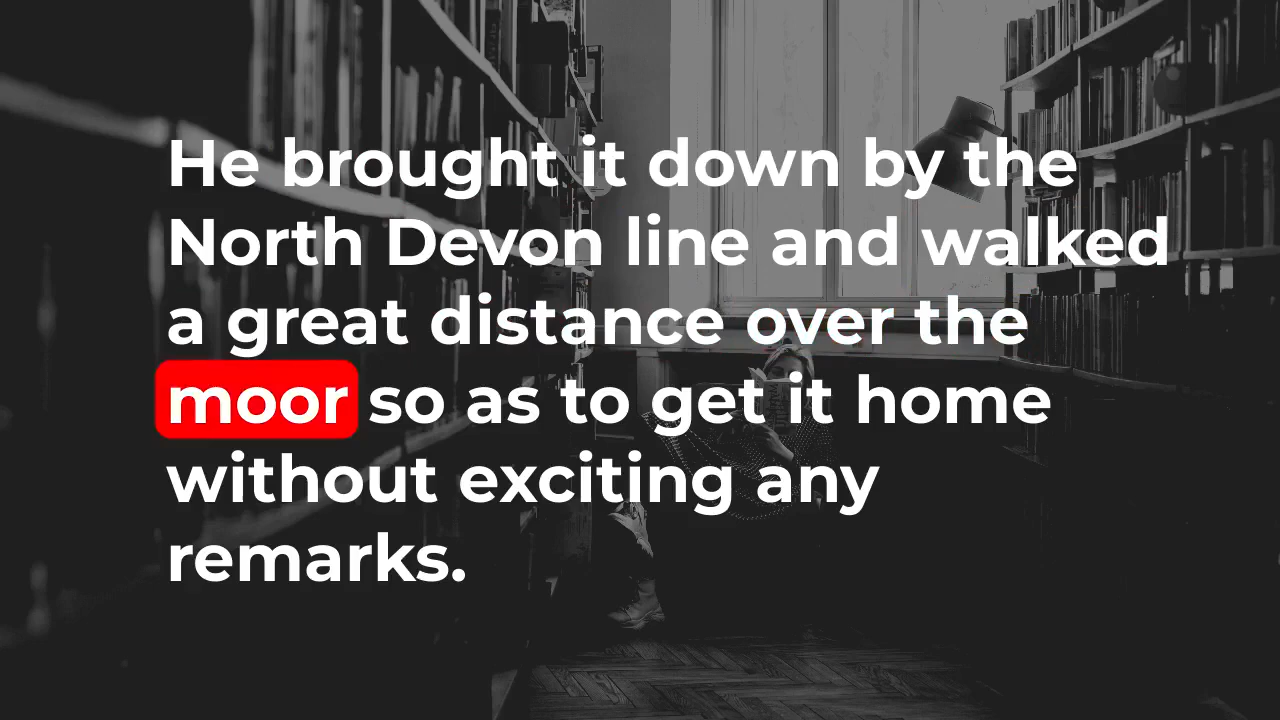 He brought it down by the
North Devon line and walked
a great distance over the
moor so as to get it home
without exciting any
remarks.